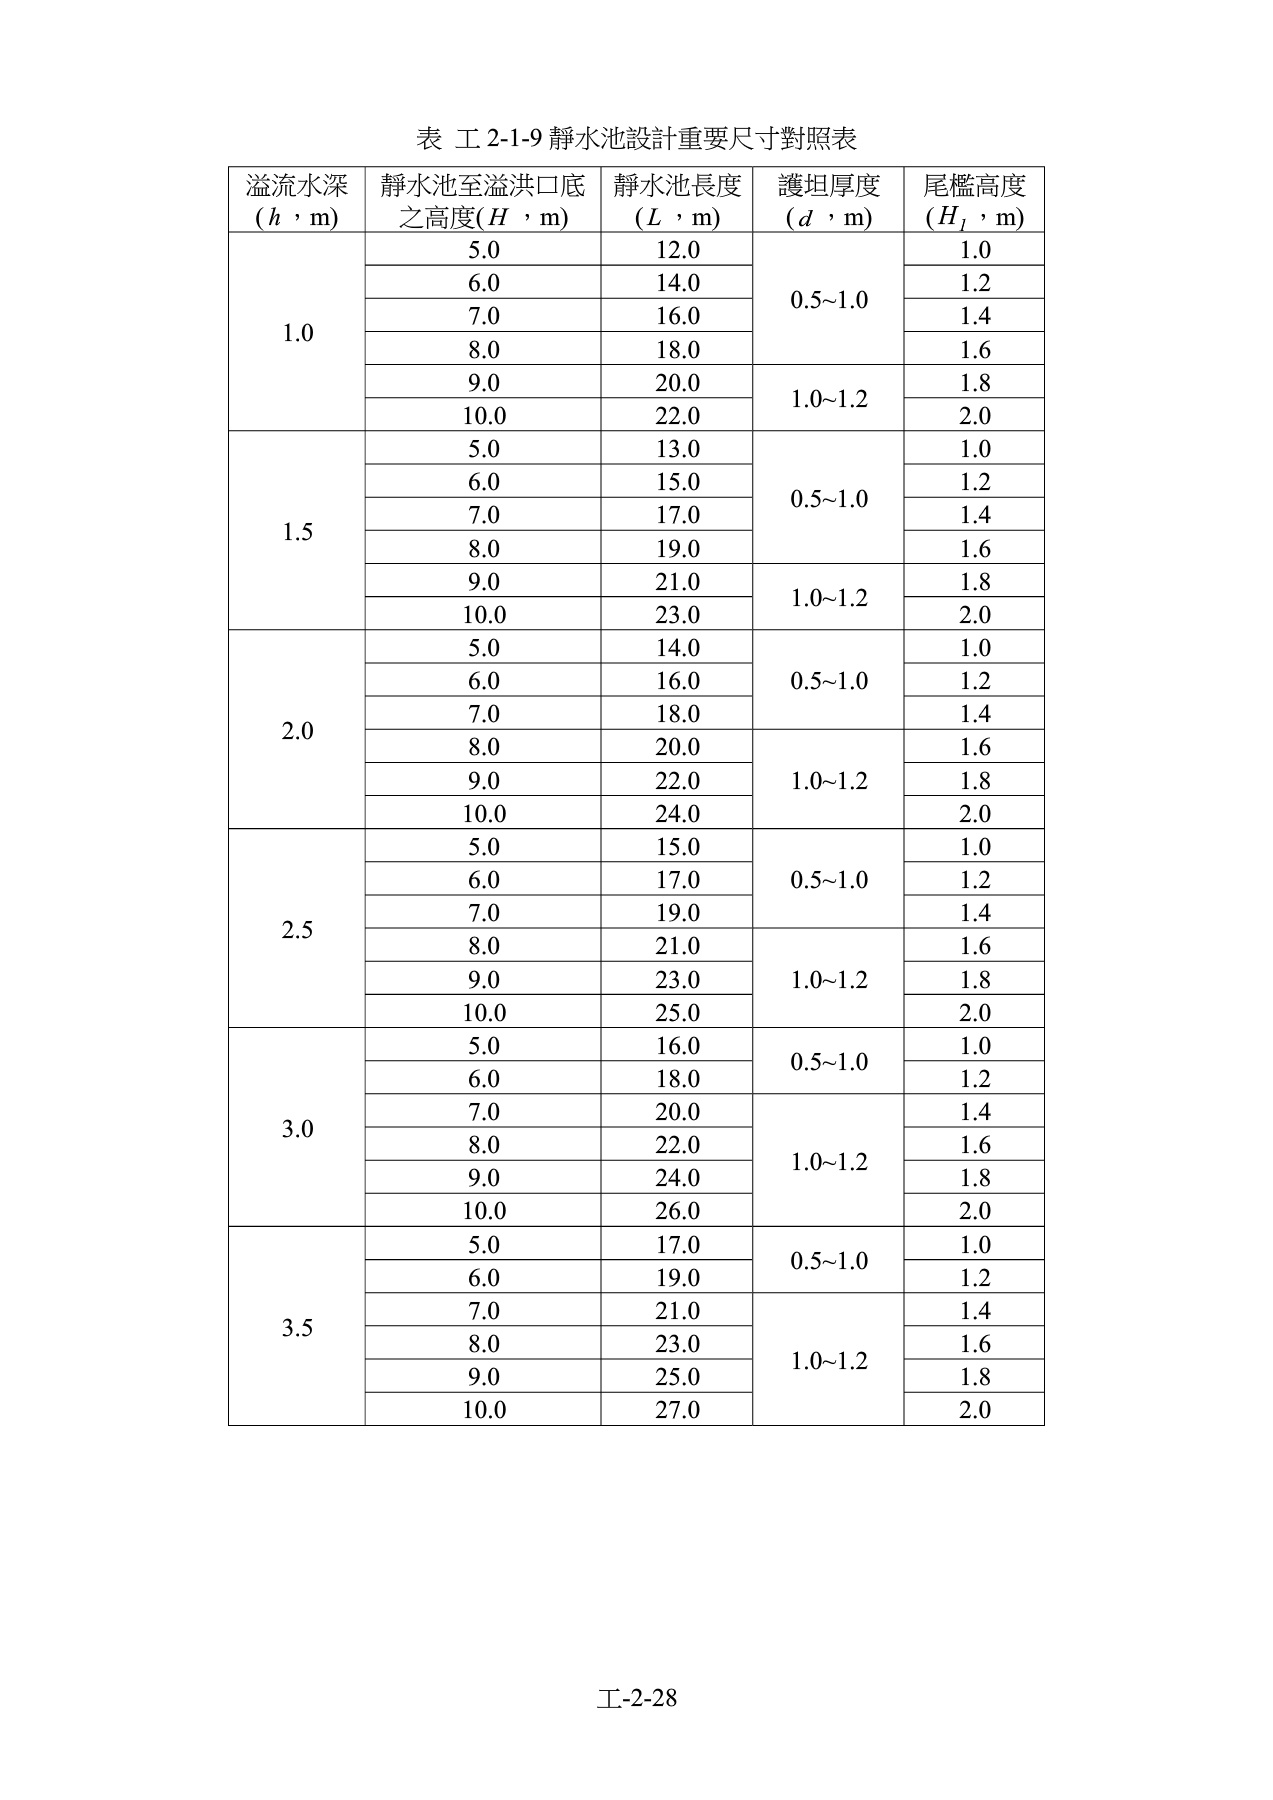 表 工 2-1-9 靜水池設計重要尺寸對照表
溢流水深 靜水池至溢洪口底 靜水池長度 護坦厚度 尾檻高度
(h，m) 之高度(H ，m) (L，m) (d ，m) (H₁，m)
1.0 5.0 12.0 0.5~1.0 1.0
6.0 14.0 1.2
7.0 16.0 1.4
8.0 18.0 1.6
9.0 20.0 1.0~1.2 1.8
10.0 22.0 2.0
1.5 5.0 13.0 0.5~1.0 1.0
6.0 15.0 1.2
7.0 17.0 1.4
8.0 19.0 1.6
9.0 21.0 1.0~1.2 1.8
10.0 23.0 2.0
2.0 5.0 14.0 0.5~1.0 1.0
6.0 16.0 1.2
7.0 18.0 1.4
8.0 20.0 1.0~1.2 1.6
9.0 22.0 1.8
10.0 24.0 2.0
2.5 5.0 15.0 0.5~1.0 1.0
6.0 17.0 1.2
7.0 19.0 1.4
8.0 21.0 1.0~1.2 1.6
9.0 23.0 1.8
10.0 25.0 2.0
3.0 5.0 16.0 0.5~1.0 1.0
6.0 18.0 1.2
7.0 20.0 1.0~1.2 1.4
8.0 22.0 1.6
9.0 24.0 1.8
10.0 26.0 2.0
3.5 5.0 17.0 0.5~1.0 1.0
6.0 19.0 1.2
7.0 21.0 1.0~1.2 1.4
8.0 23.0 1.6
9.0 25.0 1.8
10.0 27.0 2.0
工-2-28